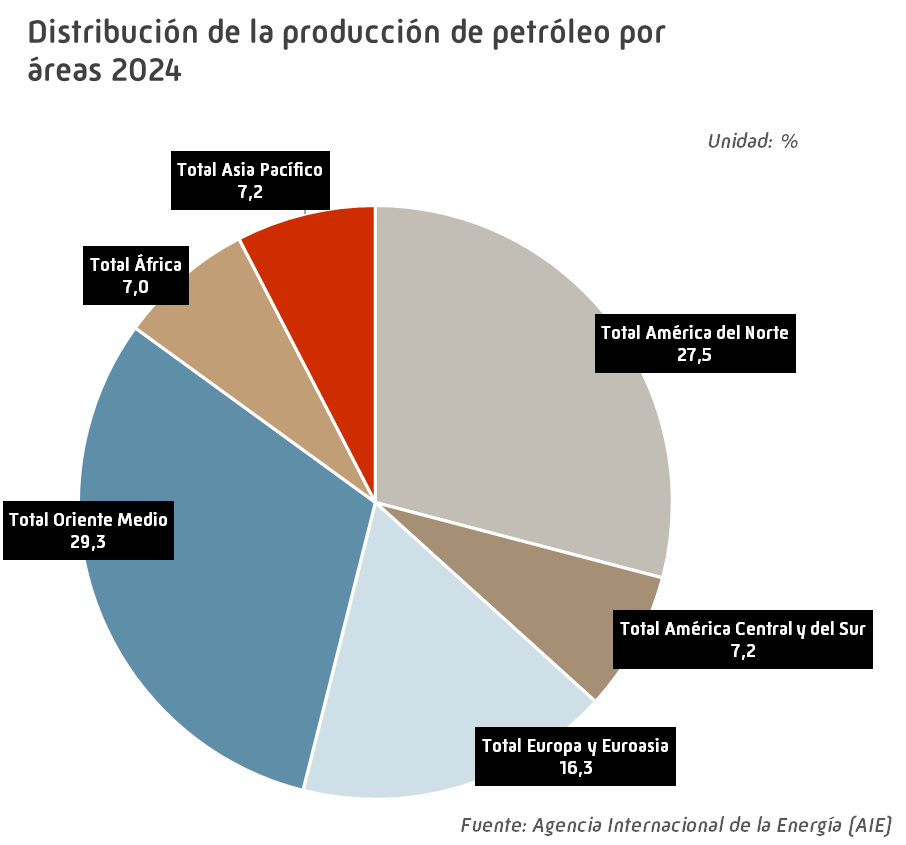 Distribución de la producción de petróleo por
áreas 2024
Unidad: %
Total Asia Pacífico
7,2
Total África
7,0
Total América del Norte
27,5
Total Oriente Medio
29,3
Total América Central y del Sur
7,2
Total Europa y Euroasia
16,3
Fuente: Agencia Internacional de la Energía (AIE)